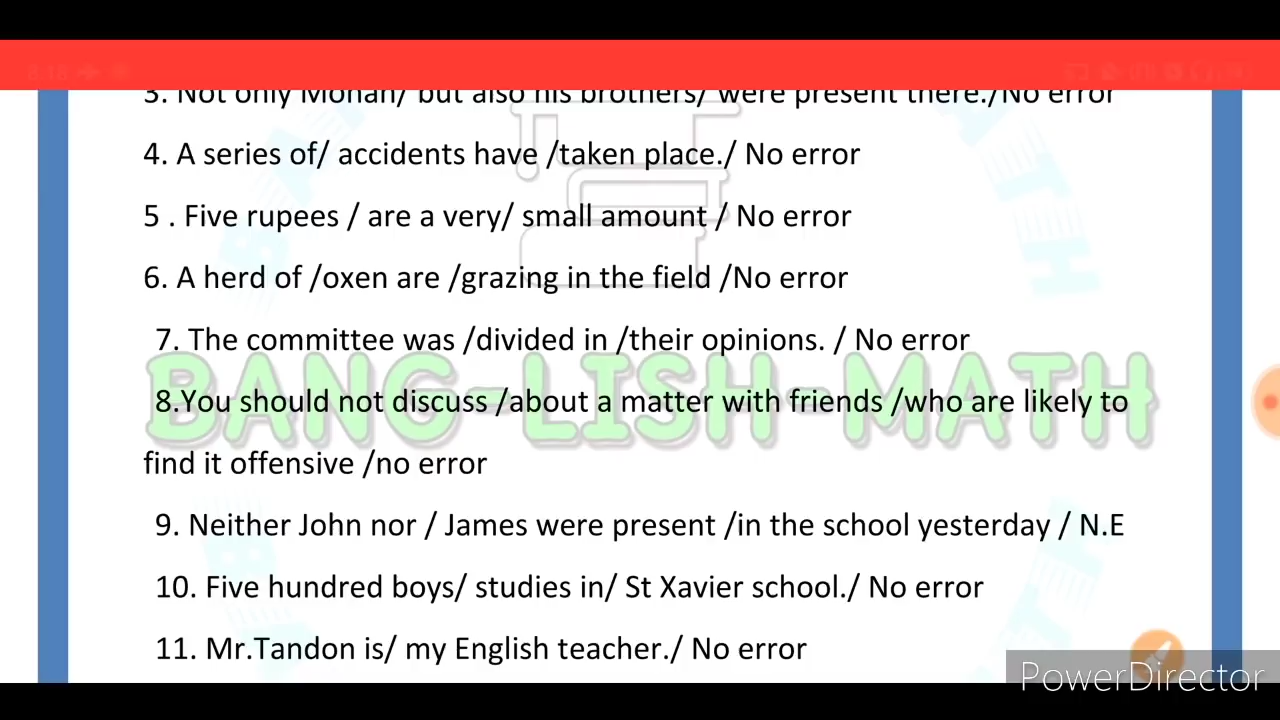 3. Not only Mohan/ but also his brothers/ were present there./No error
4. A series of/ accidents have /taken place./ No error
5 . Five rupees / are a very/ small amount / No error
6. A herd of /oxen are /grazing in the field /No error
7. The committee was /divided in /their opinions. / No error
BANG-LISH-MATH
8.You should not discuss /about a matter with friends /who are likely to
find it offensive /no error
9. Neither John nor / James were present /in the school yesterday / N.E
10. Five hundred boys/ studies in/ St Xavier school./ No error
11. Mr.Tandon is/ my English teacher./ No error
PowerDirector